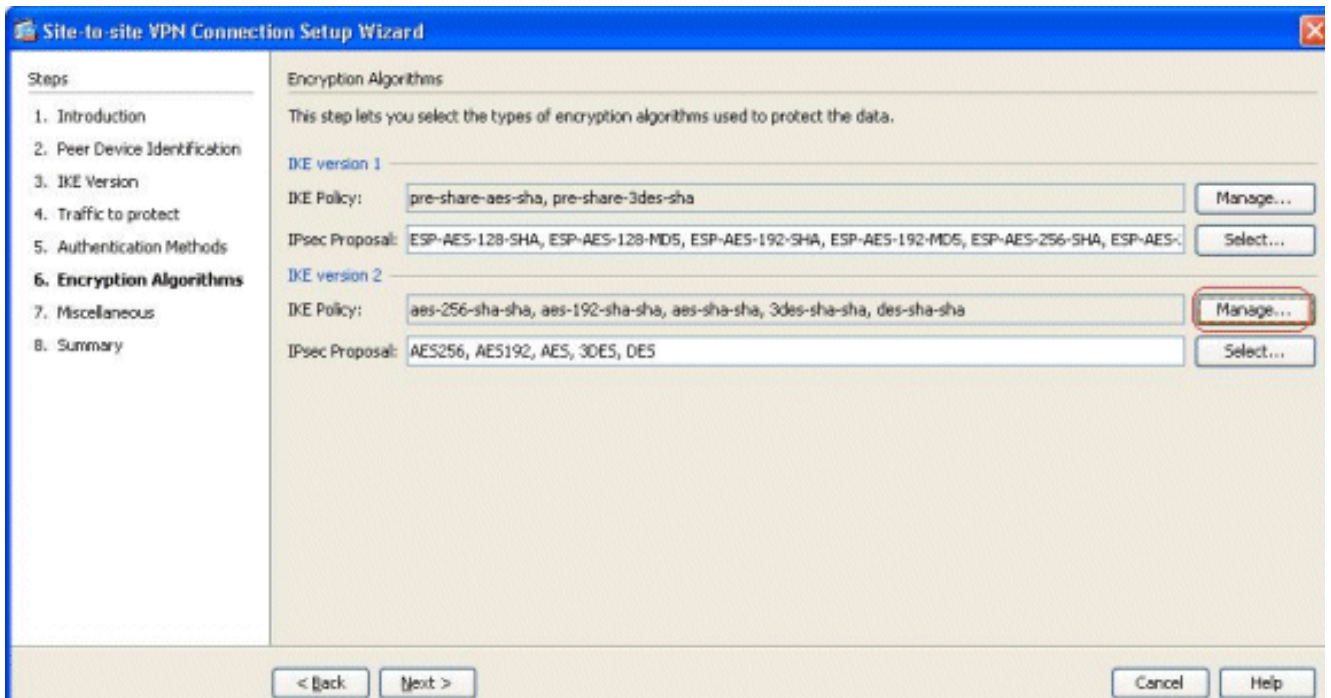 Site-to-site VPN Connection Setup Wizard
Steps
1. Introduction
2. Peer Device Identification
3. IKE Version
4. Traffic to protect
5. Authentication Methods
6. Encryption Algorithms
7. Miscellaneous
8. Summary
Encryption Algorithms
This step lets you select the types of encryption algorithms used to protect the data.
IKE version 1
IKE Policy: pre-share-aes-sha, pre-share-3des-sha Manage...
IPsec Proposal: ESP-AES-128-SHA, ESP-AES-128-MD5, ESP-AES-192-SHA, ESP-AES-192-MD5, ESP-AES-256-SHA, ESP-AES- Select...
IKE version 2
IKE Policy: aes-256-sha-sha, aes-192-sha-sha, aes-sha-sha, 3des-sha-sha, des-sha-sha Manage...
IPsec Proposal: AES256, AES192, AES, 3DES, DES Select...
< Back Next > Cancel Help